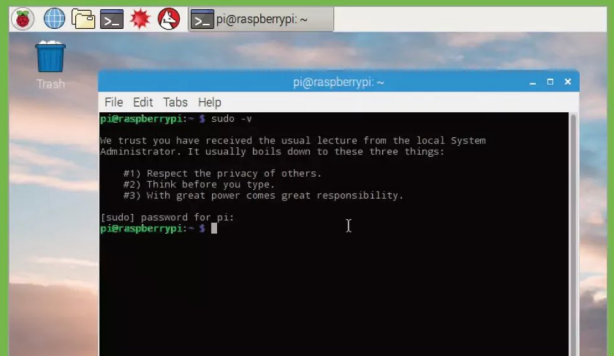 pi@raspberrypi: ~
Trash
pi@raspberrypi: ~
File Edit Tabs Help
pi@raspberrypi:~ $ sudo -v
We trust you have received the usual lecture from the local System
Administrator. It usually boils down to these three things:
#1) Respect the privacy of others.
#2) Think before you type.
#3) With great power comes great responsibility.
[sudo] password for pi:
pi@raspberrypi:~ $